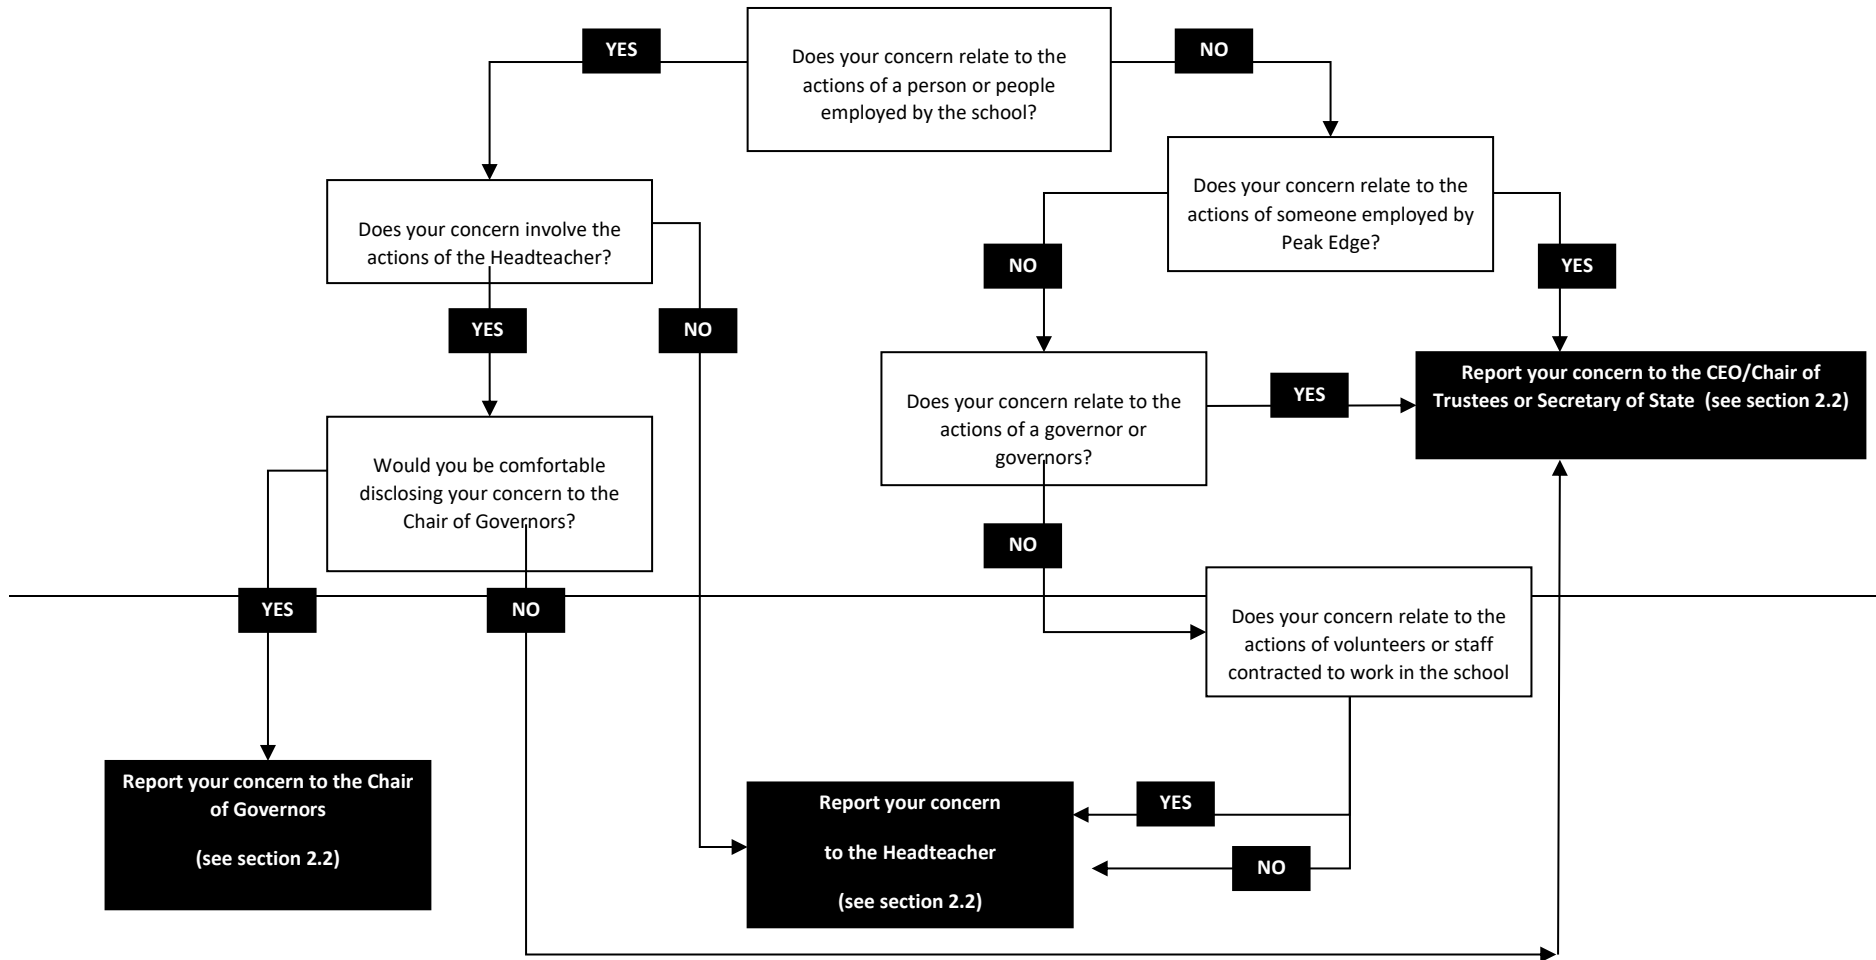 YES
Does your concern relate to the
actions of a person or people
employed by the school?
NO
Does your concern involve the
actions of the Headteacher?
Does your concern relate to the
actions of someone employed by
Peak Edge?
NO
YES
YES
NO
Does your concern relate to the
actions of a governor or
governors?
YES
Report your concern to the CEO/Chair of
Trustees or Secretary of State (see section 2.2)
Would you be comfortable
disclosing your concern to the
Chair of Governors?
NO
YES
NO
Does your concern relate to the
actions of volunteers or staff
contracted to work in the school
Report your concern to the Chair
of Governors
(see section 2.2)
Report your concern
to the Headteacher
(see section 2.2)
YES
NO